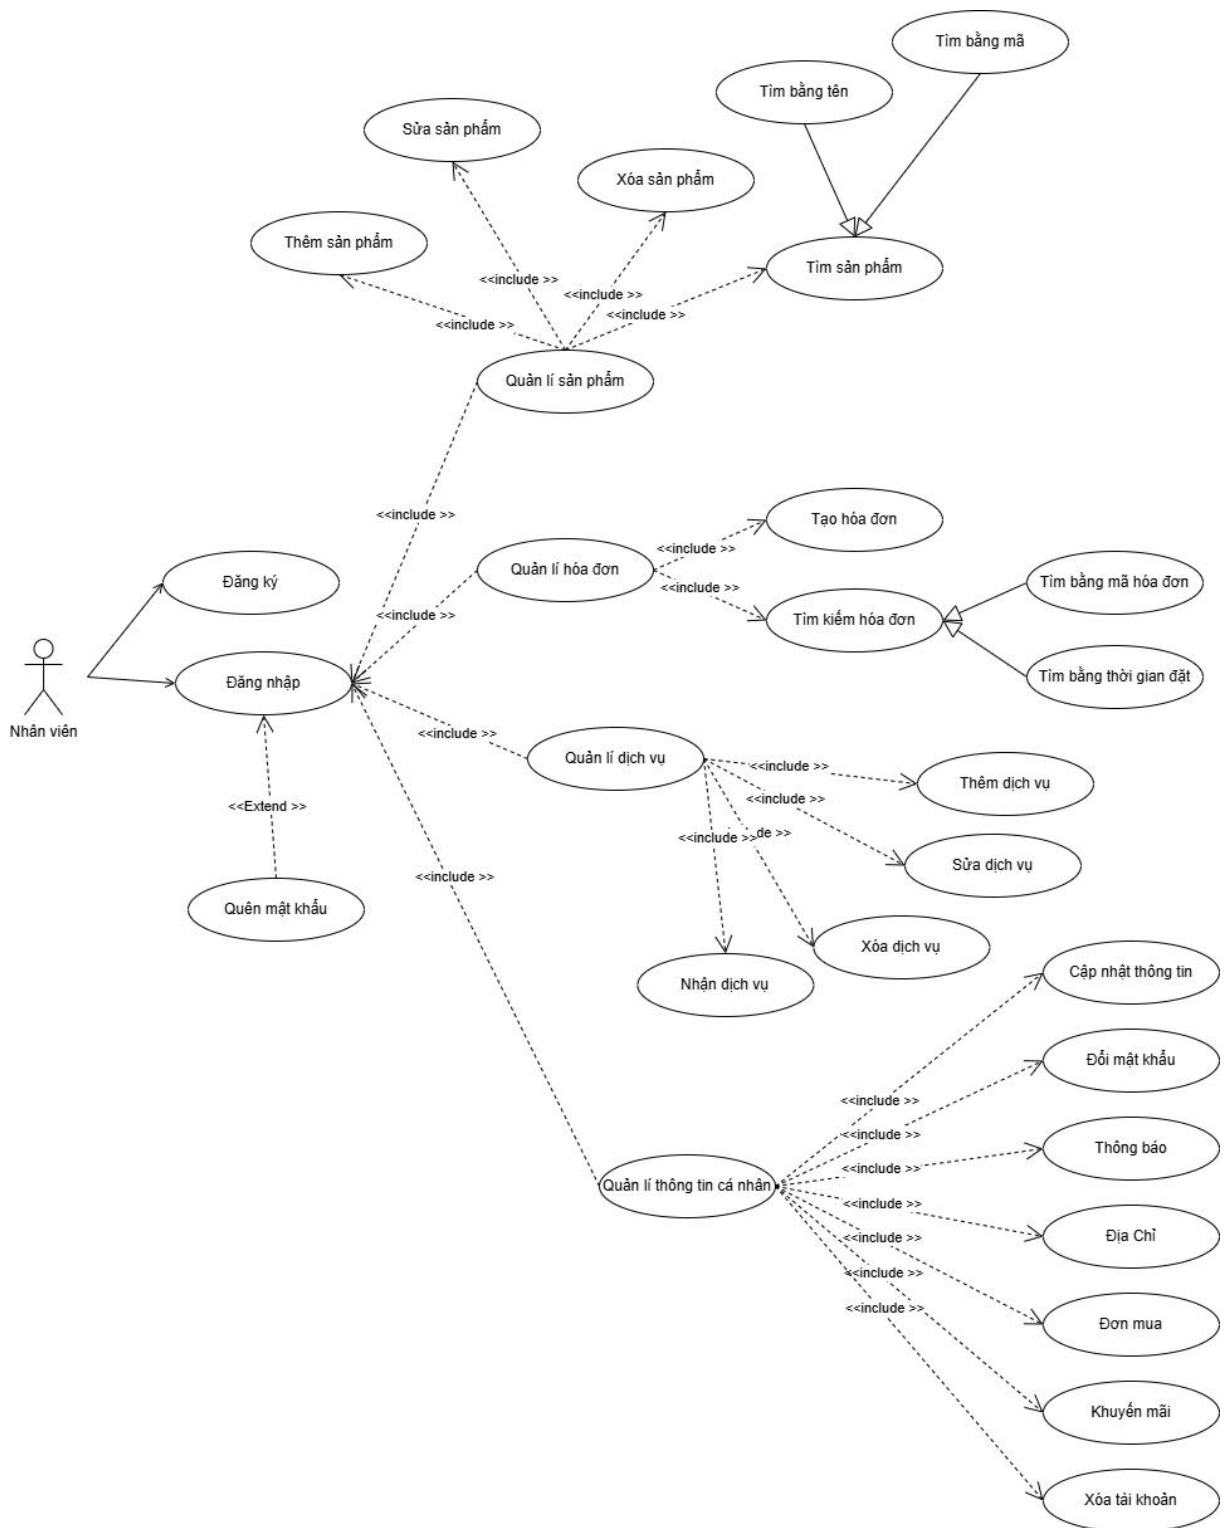 Tìm bằng mã
Tìm bằng tên
Sửa sản phẩm
Xóa sản phẩm
Thêm sản phẩm
Tìm sản phẩm
<<include >>
<<include >>
<<include >>
<<include >>
Quản lí sản phẩm
<<include >>
Tạo hóa đơn
<<include >>
Quản lí hóa đơn
Đăng ký
Tìm bằng mã hóa đơn
<<include >>
<<include >>
Tìm kiếm hóa đơn
Đăng nhập
Tìm bằng thời gian đặt
Nhân viên
<<include >>
Quản lí dịch vụ
<<include >>
Thêm dịch vụ
<<include >>
<<Extend >>
<<include >>
de >>
Sửa dịch vụ
<<include >>
Quên mật khẩu
Xóa dịch vụ
Nhận dịch vụ
Cập nhật thông tin
Đổi mật khẩu
<<include >>
<<include >>
Thông báo
<<include >>
Quản lí thông tin cá nhân
<<include >>
Địa Chỉ
<<include >>
<<include >>
<<include >>
Đơn mua
Khuyến mãi
Xóa tài khoản